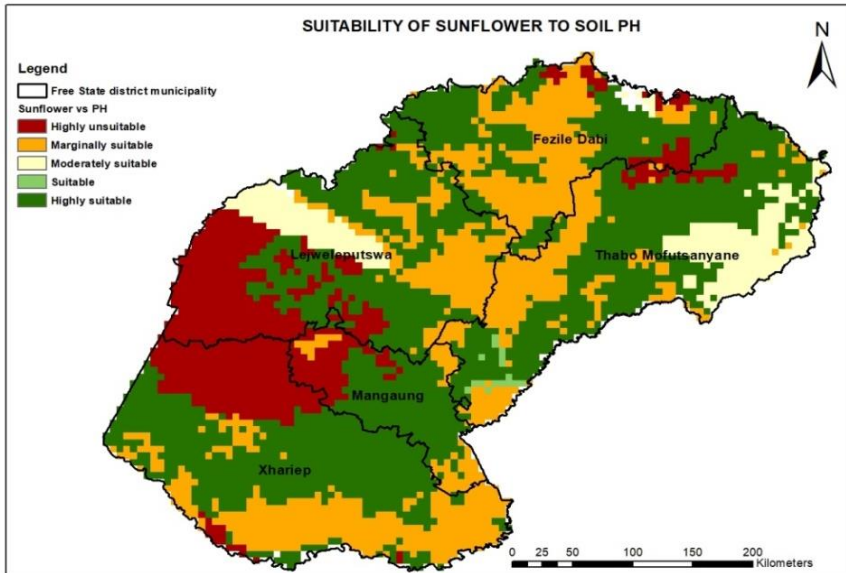 SUITABILITY OF SUNFLOWER TO SOIL PH
N
Legend
Free State district municipality
Sunflower vs PH
Highly unsuitable
Marginally suitable
Moderately suitable
Suitable
Highly suitable
Fezile Dabi
Lejweleputswa
Thabo Mofutsanyane
Mangaung
Xhariep
0 25 50 100 150 200
Kilometers